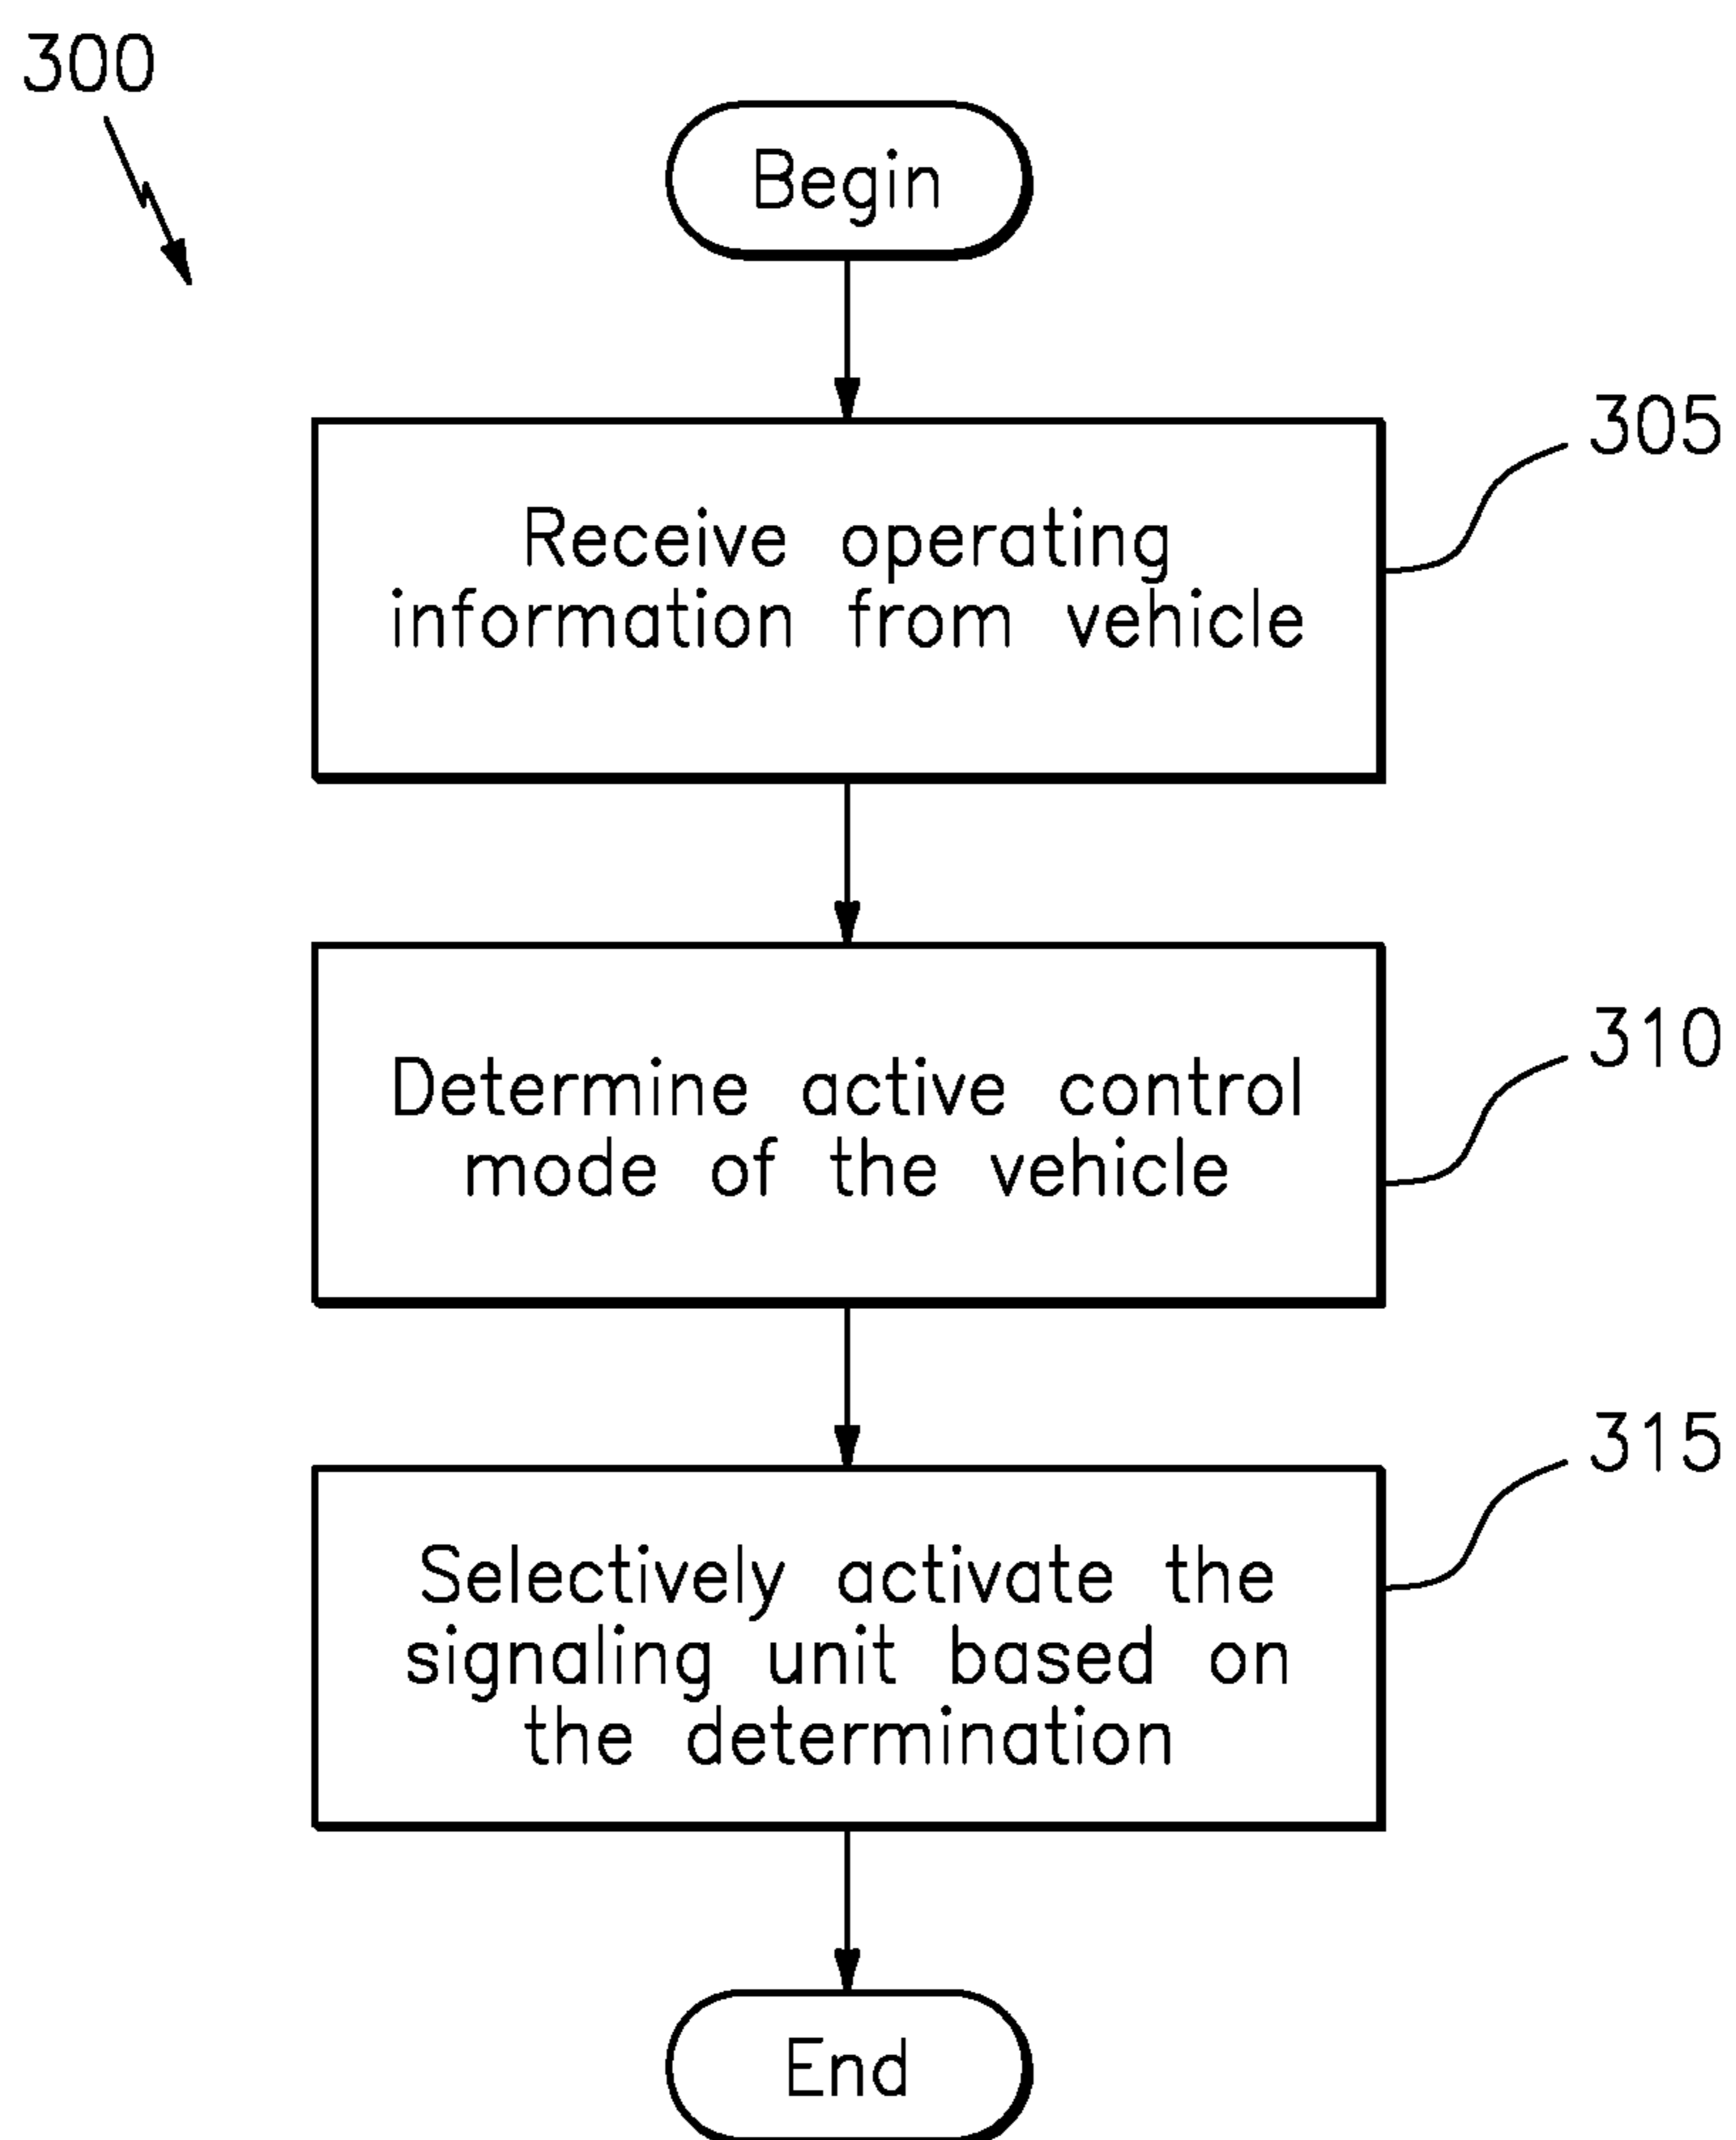 300
Begin
305
Receive operating
information from vehicle
310
Determine active control
mode of the vehicle
315
Selectively activate the
signaling unit based on
the determination
End